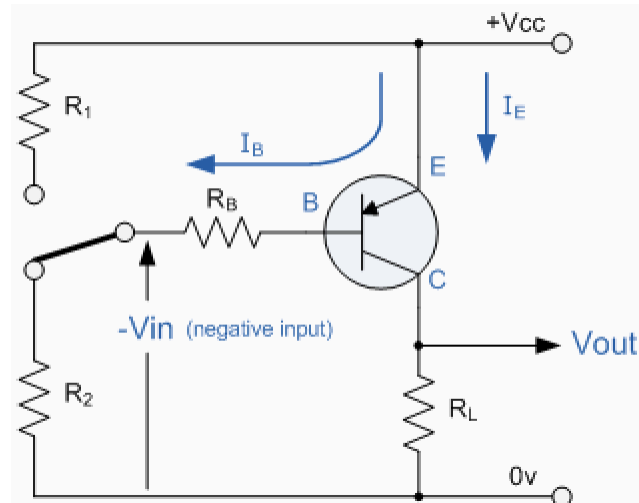 +Vcc
R1
IB
IE
E
RB
B
C
-Vin (negative input)
Vout
R2
RL
0v